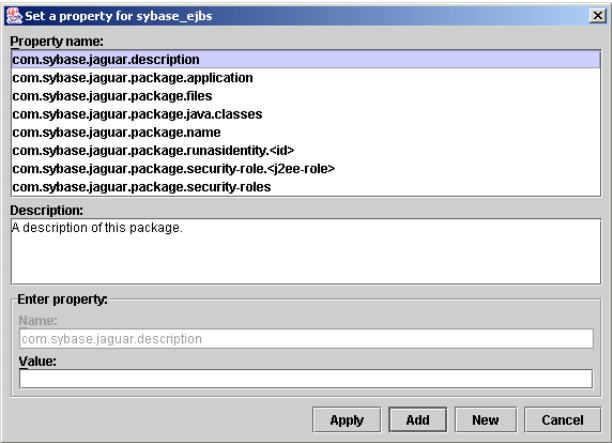 Set a property for sybase_ejbs
Property name:
com.sybase.jaguar.description
com.sybase.jaguar.package.application
com.sybase.jaguar.package.files
com.sybase.jaguar.package.java.classes
com.sybase.jaguar.package.name
com.sybase.jaguar.package.runasidentity.<id>
com.sybase.jaguar.package.security-role.<j2ee-role>
com.sybase.jaguar.package.security-roles
Description:
A description of this package.
Enter property:
Name:
com.sybase.jaguar.description
Value:
Apply Add New Cancel